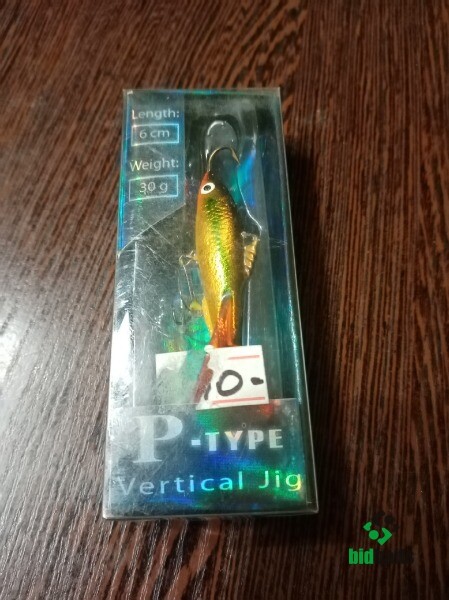 Length:
6 cm
Weight:
30 g
10-
P-TYPE
Vertical Jig
bid